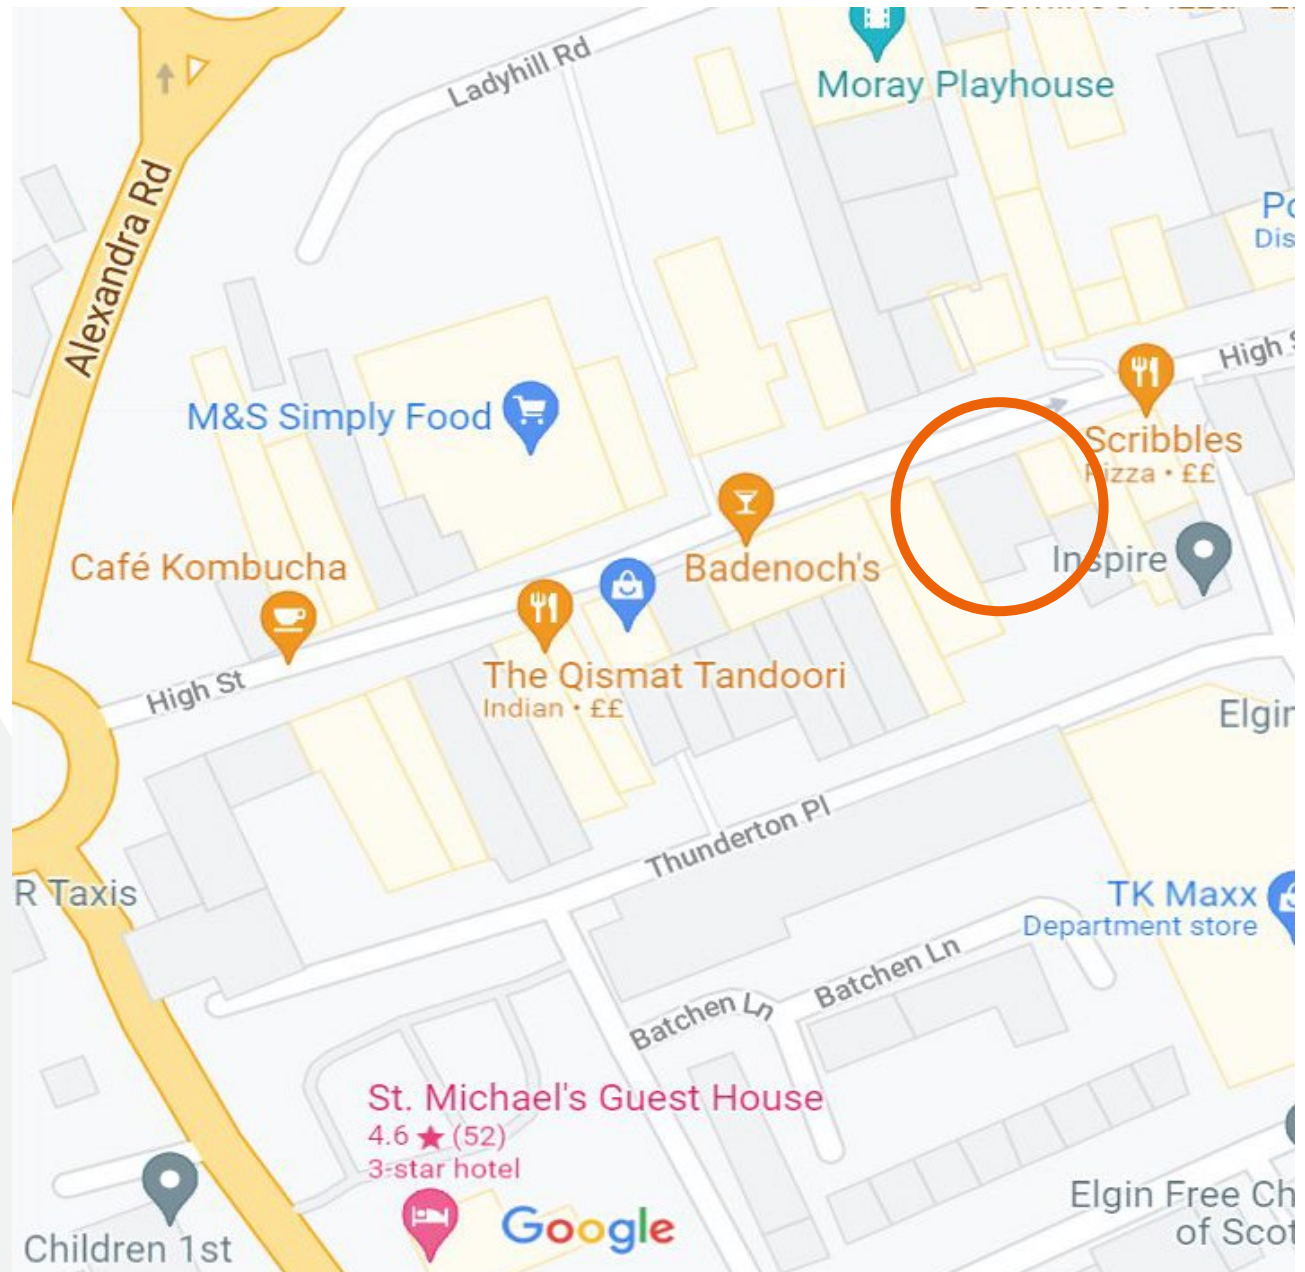 Ladyhill Rd
Moray Playhouse
Alexandra Rd
High
M&S Simply Food
Scribbles
Pizza • ££
Café Kombucha
Badenoch's
Inspire
The Qismat Tandoori
Indian • ££
High St
Elgin
Thunderton Pl
R Taxis
TK Maxx
Department store
Batchen Ln
Batchen Ln
St. Michael's Guest House
4.6 ★ (52)
3-star hotel
Google
Elgin Free Ch
of Scot
Children 1st